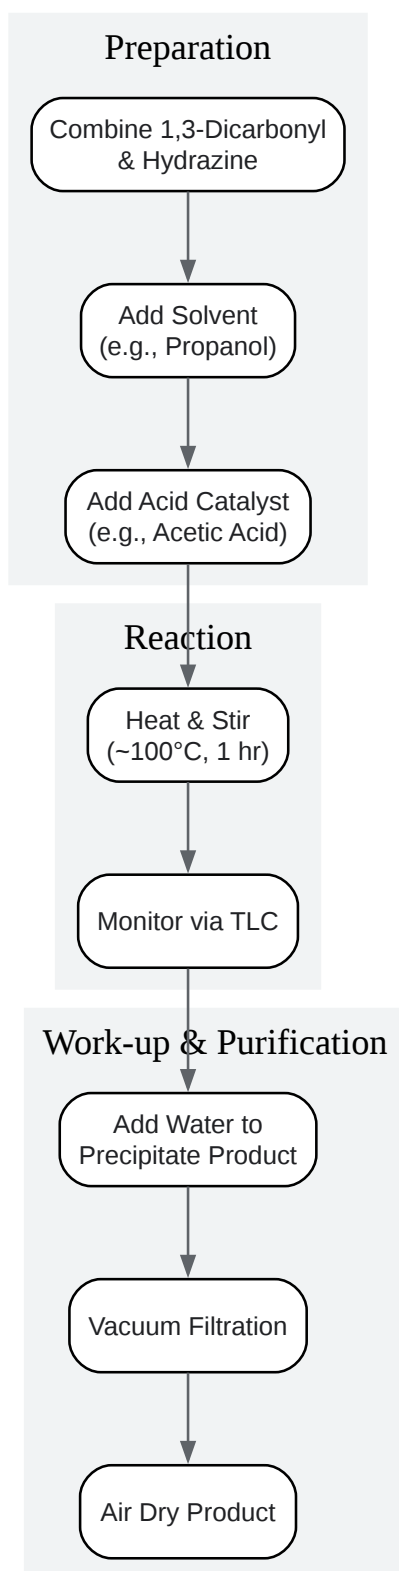 Preparation
Combine 1,3-Dicarbonyl
& Hydrazine
Add Solvent
(e.g., Propanol)
Add Acid Catalyst
(e.g., Acetic Acid)
Reaction
Heat & Stir
(~100°C, 1 hr)
Monitor via TLC
Work-up & Purification
Add Water to
Precipitate Product
Vacuum Filtration
Air Dry Product